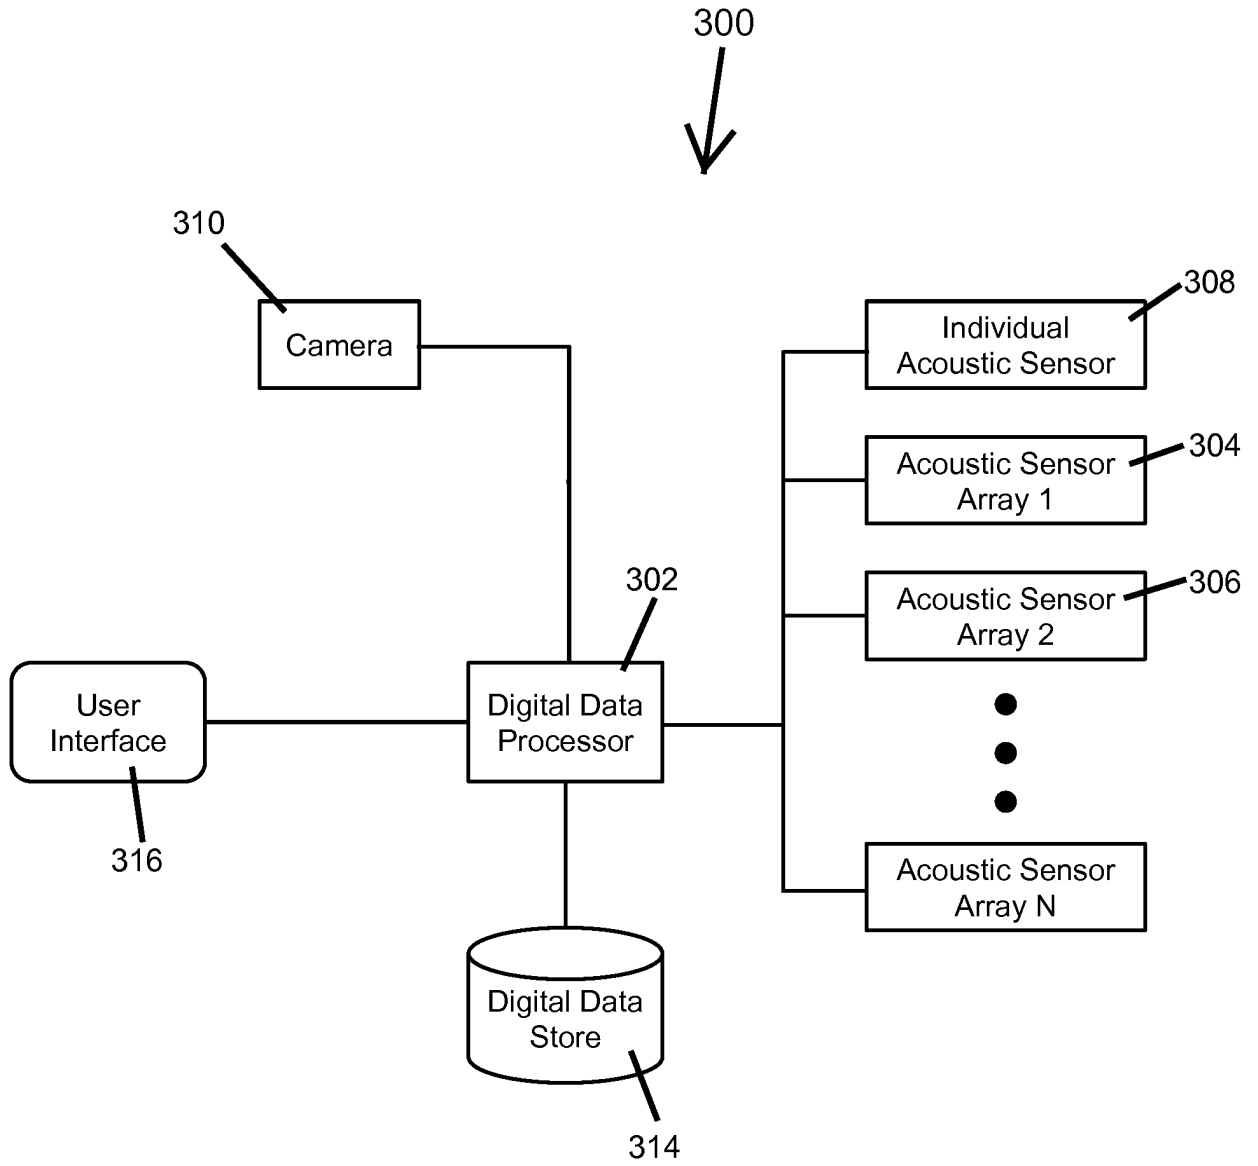 300
310
Camera
308
Individual
Acoustic Sensor
304
Acoustic Sensor
Array 1
306
Acoustic Sensor
Array 2
302
Digital Data
Processor
User
Interface
316
Acoustic Sensor
Array N
Digital Data
Store
314